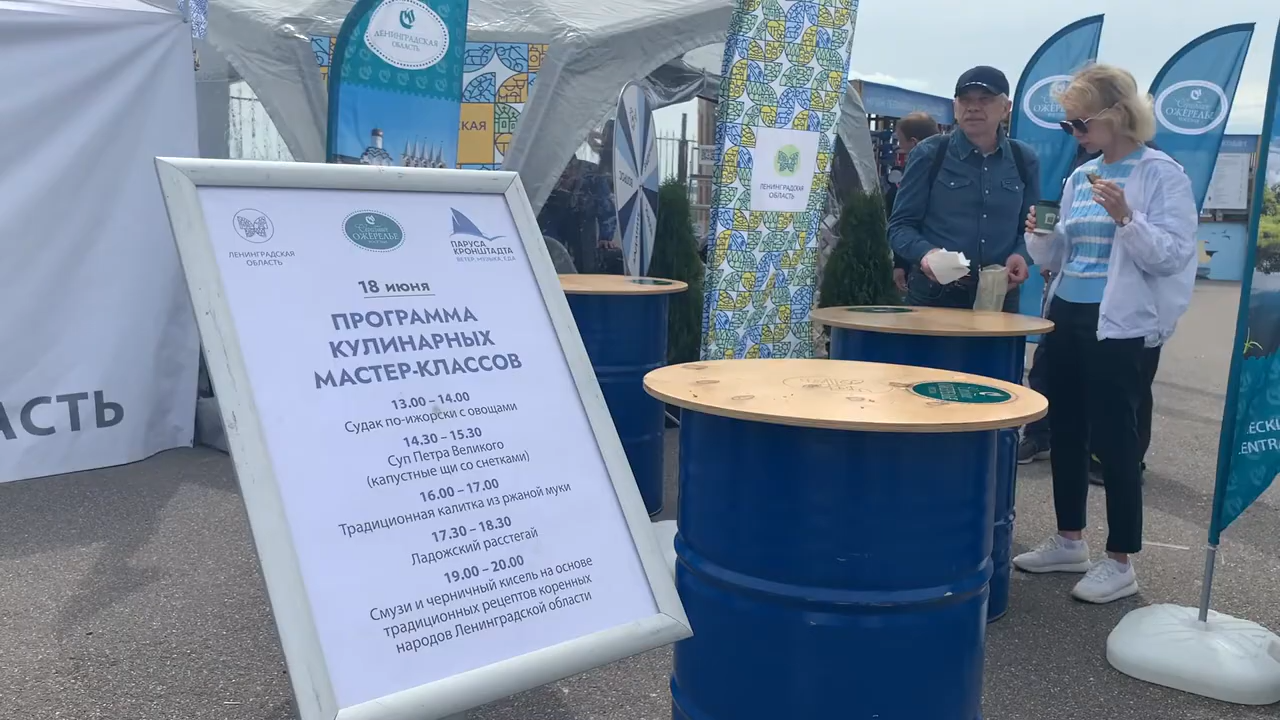 ЛЕНИНГРАДСКАЯ
ОБЛАСТЬ
СКАЯ
ЛЕНИНГРАДСКАЯ
ОБЛАСТЬ
ОЖЕРЕЛЬЕ
ОЖЕРЕЛЬЕ
АСТЬ
ЛЕНИНГРАДСКАЯ
ОБЛАСТЬ
ОЖЕРЕЛЬЕ
ПАРУСА
КРОНШТАДТА
ВЕТЕР, МУЗЫКА, ЕДА
18 июня
ПРОГРАММА
КУЛИНАРНЫХ
МАСТЕР-КЛАССОВ
13.00 – 14.00
Судак по-ижорски с овощами
14.30 – 15.30
Суп Петра Великого
(капустные щи со снетками)
16.00 – 17.00
Традиционная калитка из ржаной муки
17.30 – 18.30
Ладожский расстегай
19.00 – 20.00
Смузи и черничный кисель на основе
традиционных рецептов коренных
народов Ленинградской области